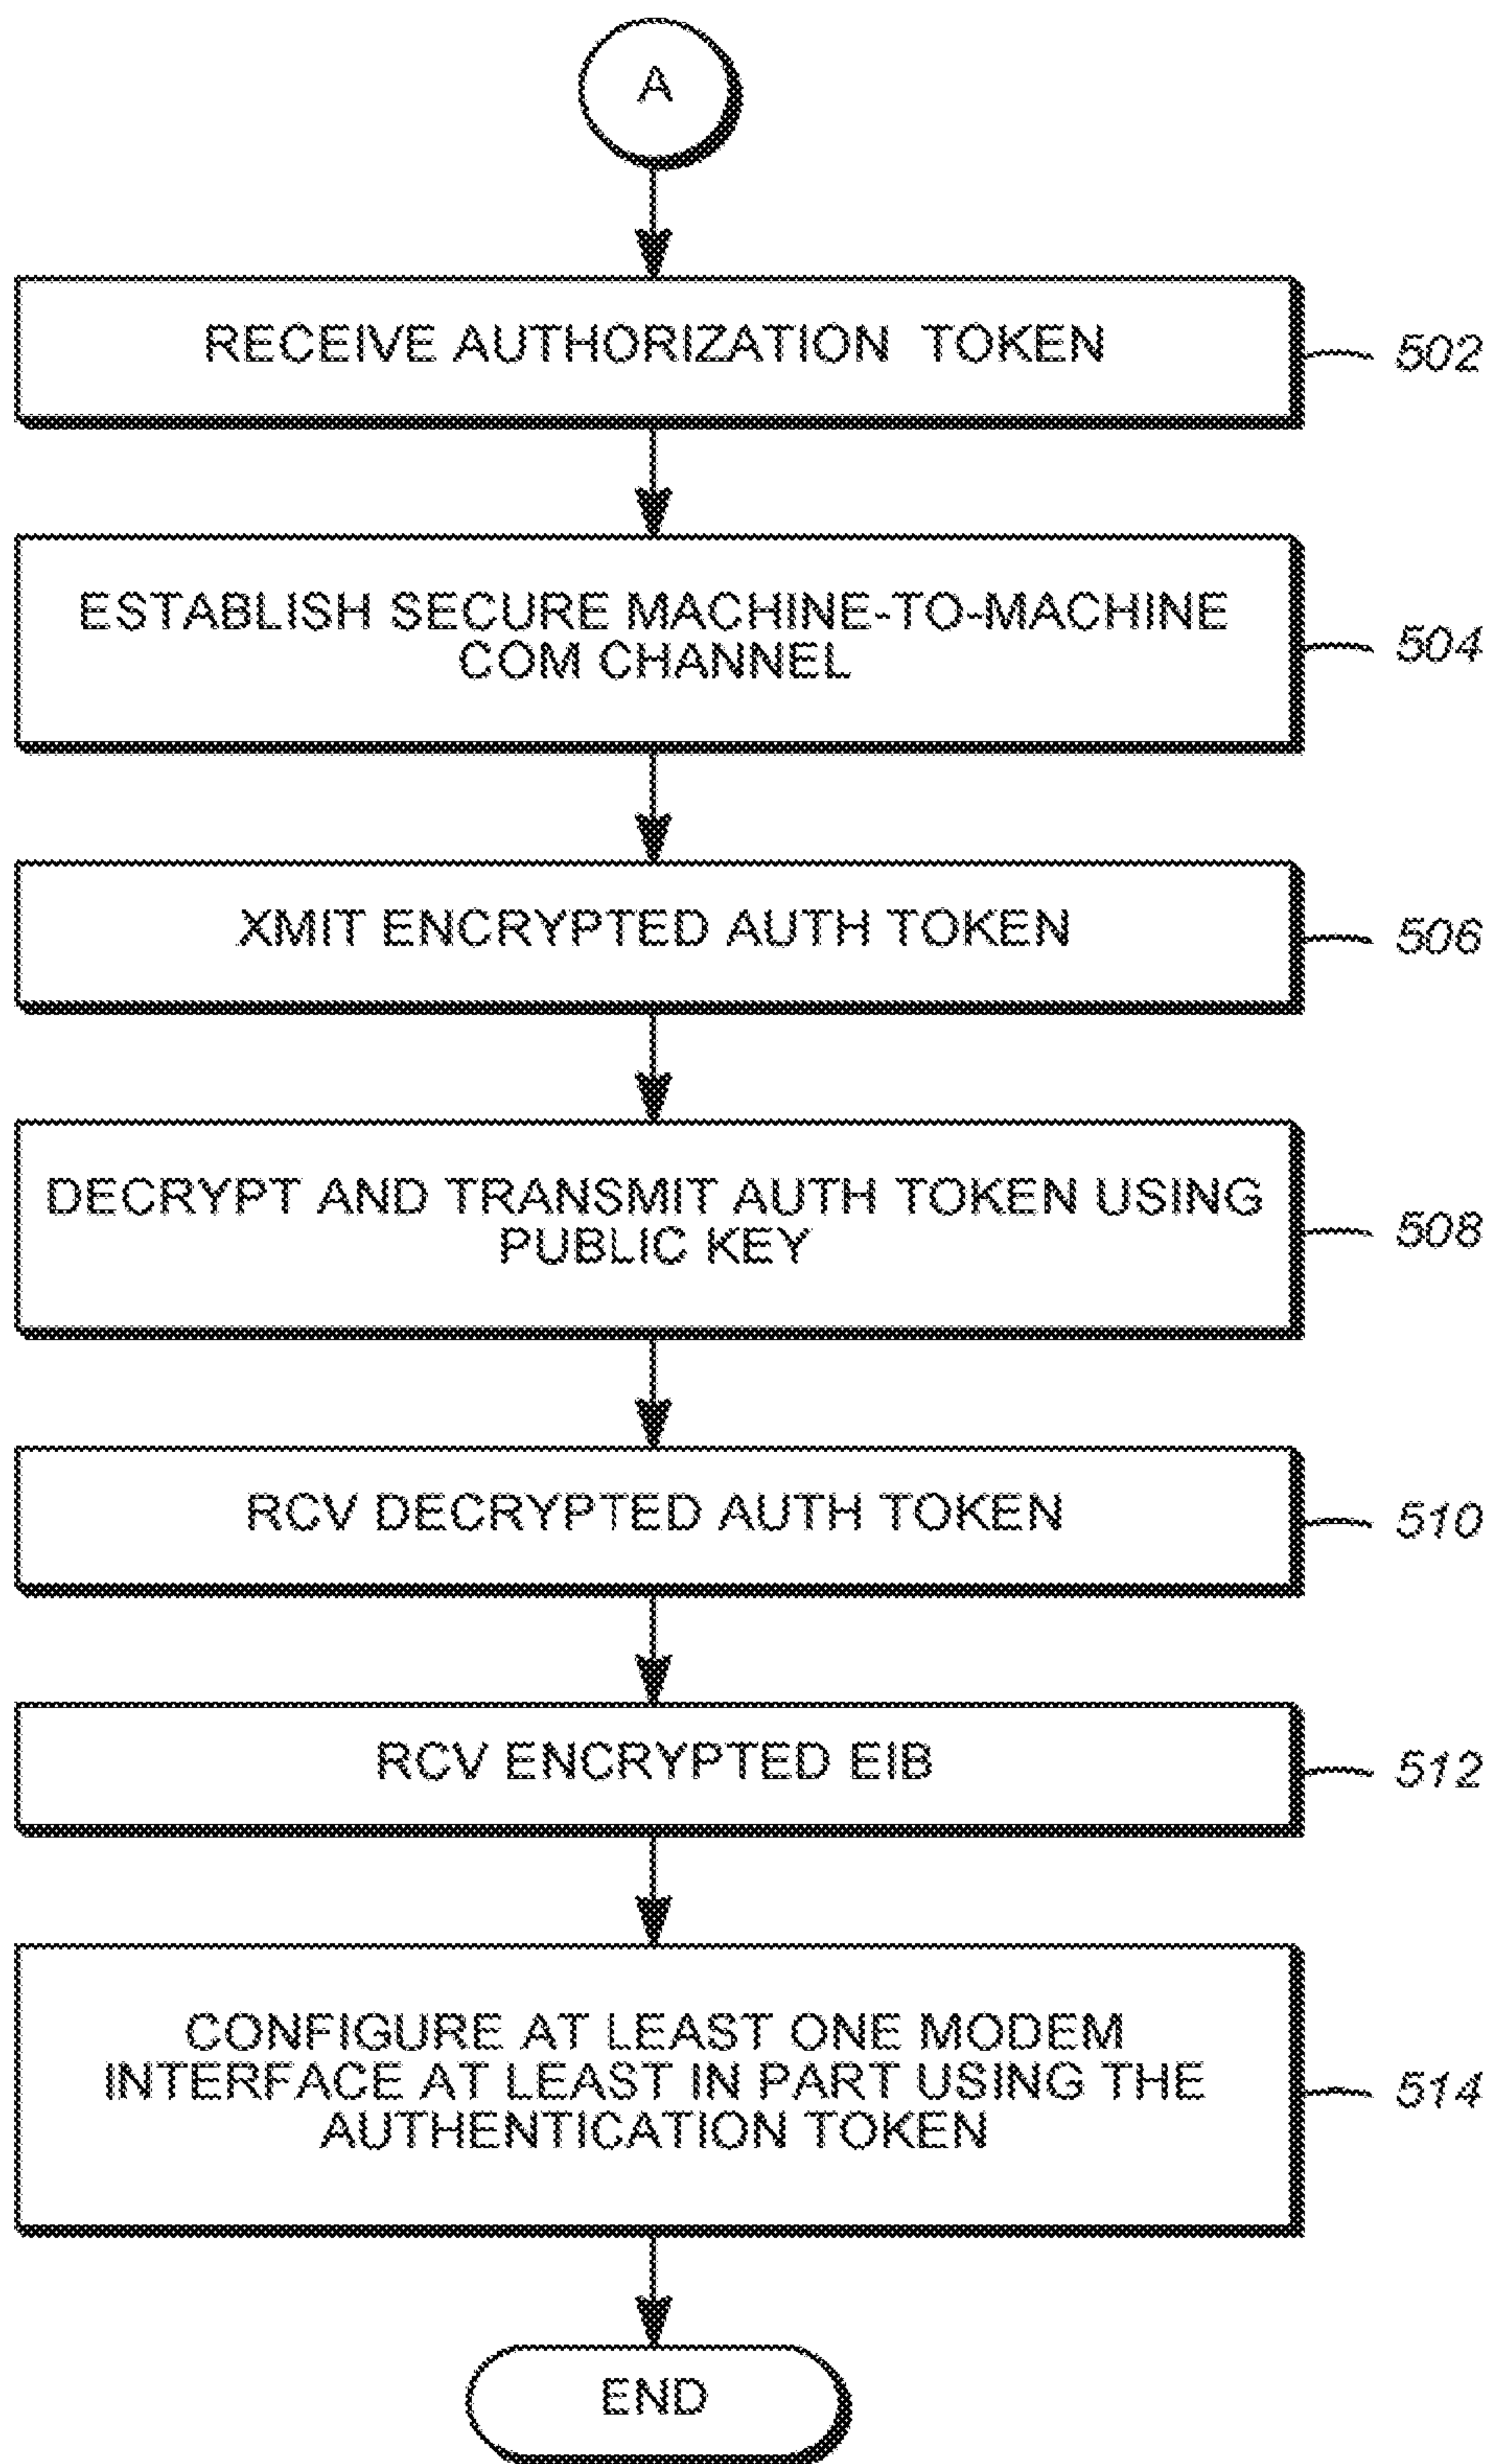 A
RECEIVE AUTHORIZATION TOKEN
502
ESTABLISH SECURE MACHINE-TO-MACHINE
COM CHANNEL
504
XMIT ENCRYPTED AUTH TOKEN
506
DECRYPT AND TRANSMIT AUTH TOKEN USING
PUBLIC KEY
508
RCV DECRYPTED AUTH TOKEN
510
RCV ENCRYPTED EIB
512
CONFIGURE AT LEAST ONE MODEM
INTERFACE AT LEAST IN PART USING THE
AUTHENTICATION TOKEN
514
END